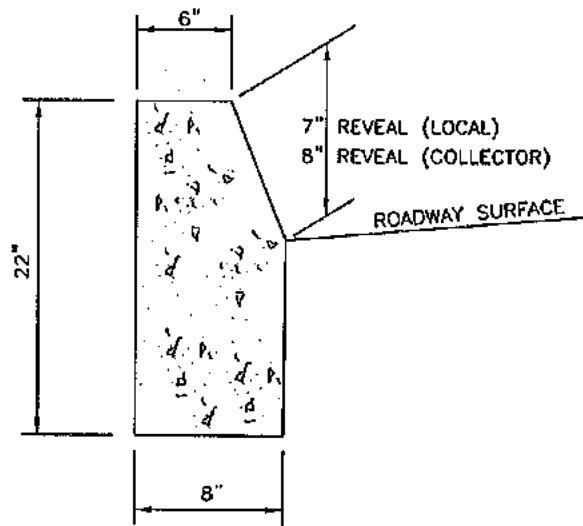 6"
7" REVEAL (LOCAL)
8" REVEAL (COLLECTOR)
ROADWAY SURFACE
22"
8"